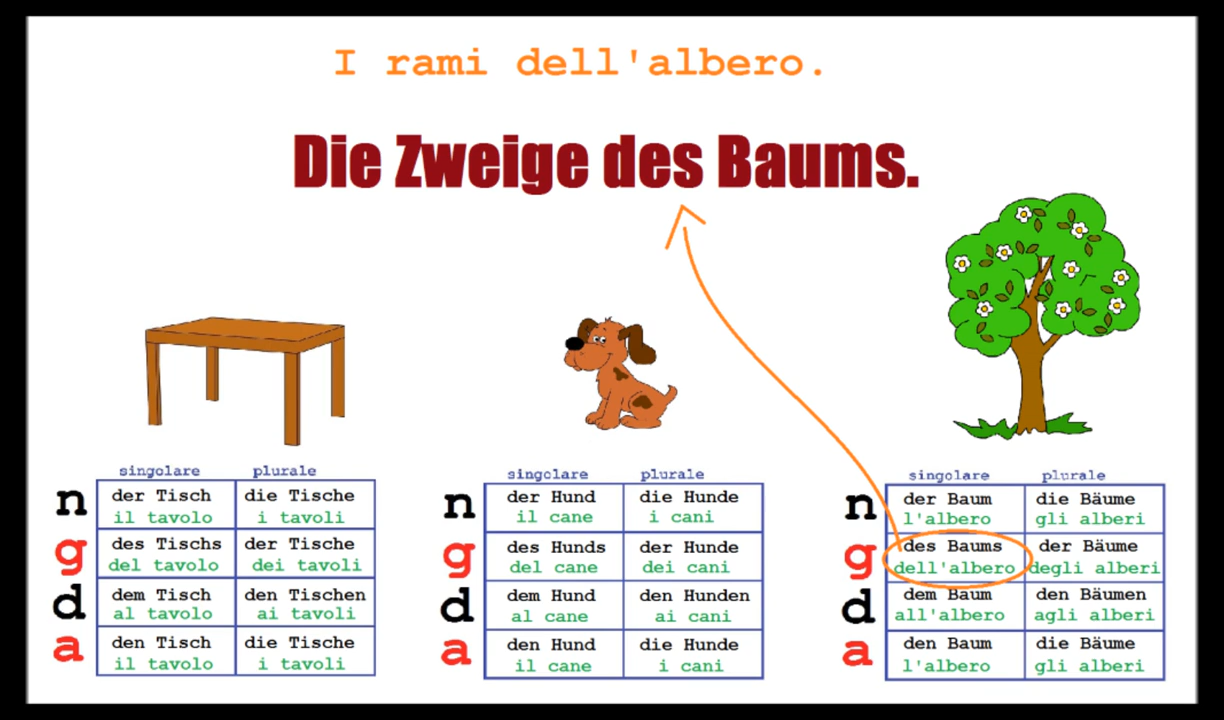 I rami dell'albero.
Die Zweige des Baums.
singolare plurale
n der Tisch die Tische
il tavolo i tavoli
g des Tischs der Tische
del tavolo dei tavoli
d dem Tisch den Tischen
al tavolo ai tavoli
a den Tisch die Tische
il tavolo i tavoli
singolare plurale
n der Hund die Hunde
il cane i cani
g des Hunds der Hunde
del cane dei cani
d dem Hund den Hunden
al cane ai cani
a den Hund die Hunde
il cane i cani
singolare plurale
n der Baum die Bäume
l'albero gli alberi
g des Baums der Bäume
dell'albero degli alberi
d dem Baum den Bäumen
all'albero agli alberi
a den Baum die Bäume
l'albero gli alberi